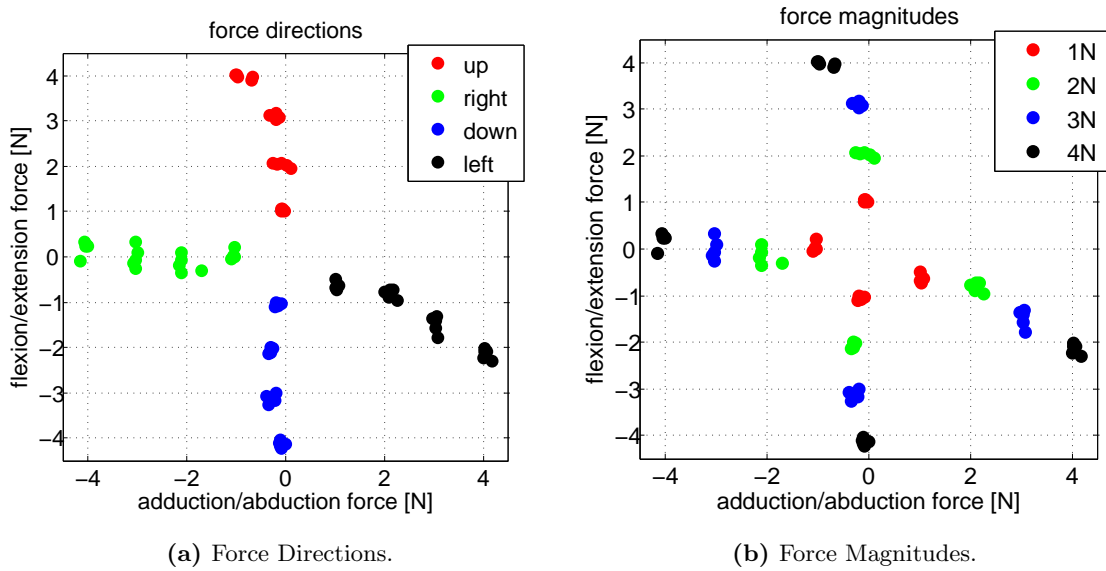 force directions
up
right
down
left
4
3
2
1
0
−1
−2
−3
−4
−4
−2
0
2
4
flexion/extension force [N]
adduction/abduction force [N]
(a) Force Directions.
force magnitudes
1N
2N
3N
4N
4
3
2
1
0
−1
−2
−3
−4
−4
−2
0
2
4
flexion/extension force [N]
adduction/abduction force [N]
(b) Force Magnitudes.